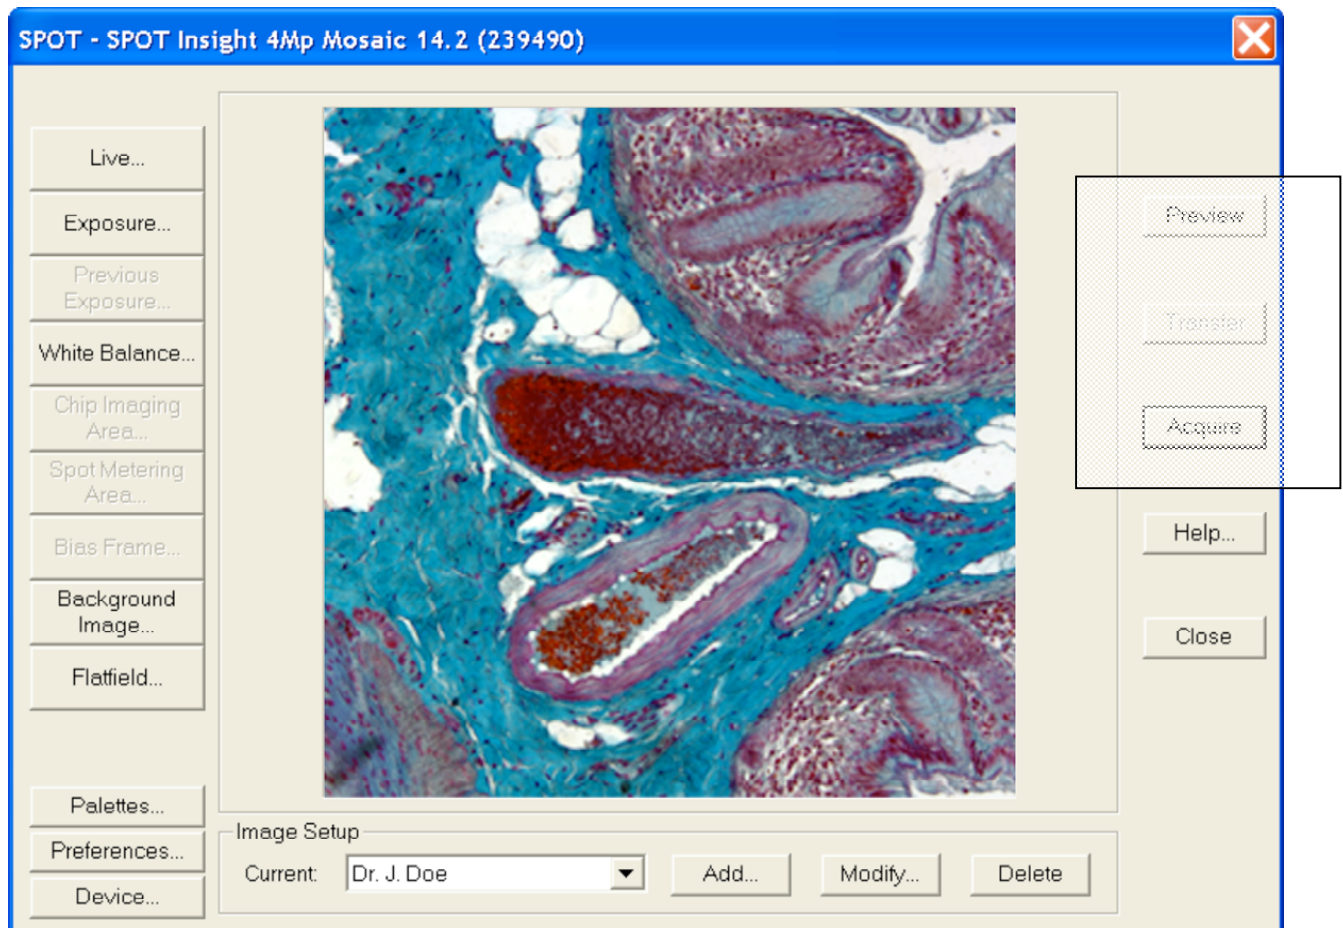 SPOT - SPOT Insight 4Mp Mosaic 14.2 (239490)
Live...
Exposure...
Previous
Exposure...
White Balance...
Chip Imaging
Area...
Spot Metering
Area...
Bias Frame...
Background
Image...
Flatfield...
Palettes...
Preferences...
Device...
Image Setup
Current:
Dr. J. Doe
Add...
Modify...
Delete
Preview
Transfer
Acquire
Help...
Close